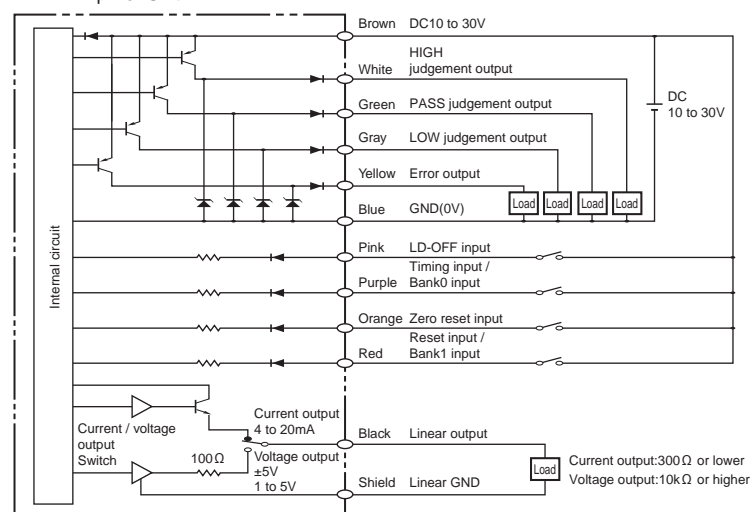 Brown DC10 to 30V
HIGH
White judgement output
Green PASS judgement output
DC
10 to 30V
Gray LOW judgement output
Yellow Error output
Load Load Load Load
Blue GND(0V)
Internal circuit
Pink LD-OFF input
Timing input /
Purple Bank0 input
Orange Zero reset input
Reset input /
Red Bank1 input
Current output
4 to 20mA
Current / voltage
output
Switch
Black Linear output
100Ω
Voltage output
±5V
1 to 5V
Load
Current output:300Ω or lower
Voltage output:10kΩ or higher
Shield Linear GND